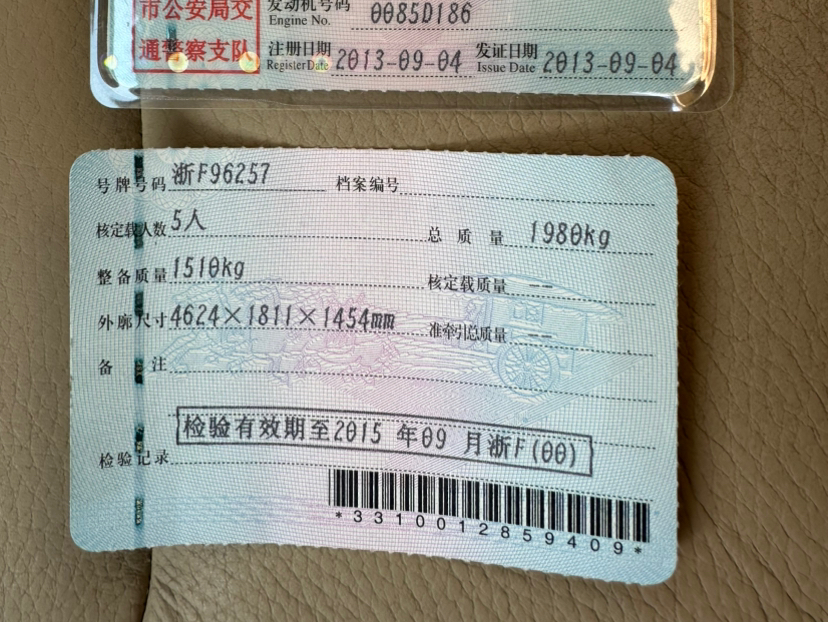 市公安局交 发动机号码 0085D186
Engine No.
通警察支队 注册日期 2013-09-04 发证日期 2013-09-04
Register Date Issue Date
号牌号码 浙F96257 档案编号
核定载人数 5人 总质量 1980kg
整备质量 1510kg 核定载质量 --
外廓尺寸 4624×1811×1454mm 准牵引总质量 --
备注
检验有效期至2015年09月浙F(00)
检验记录
*3310012859409*